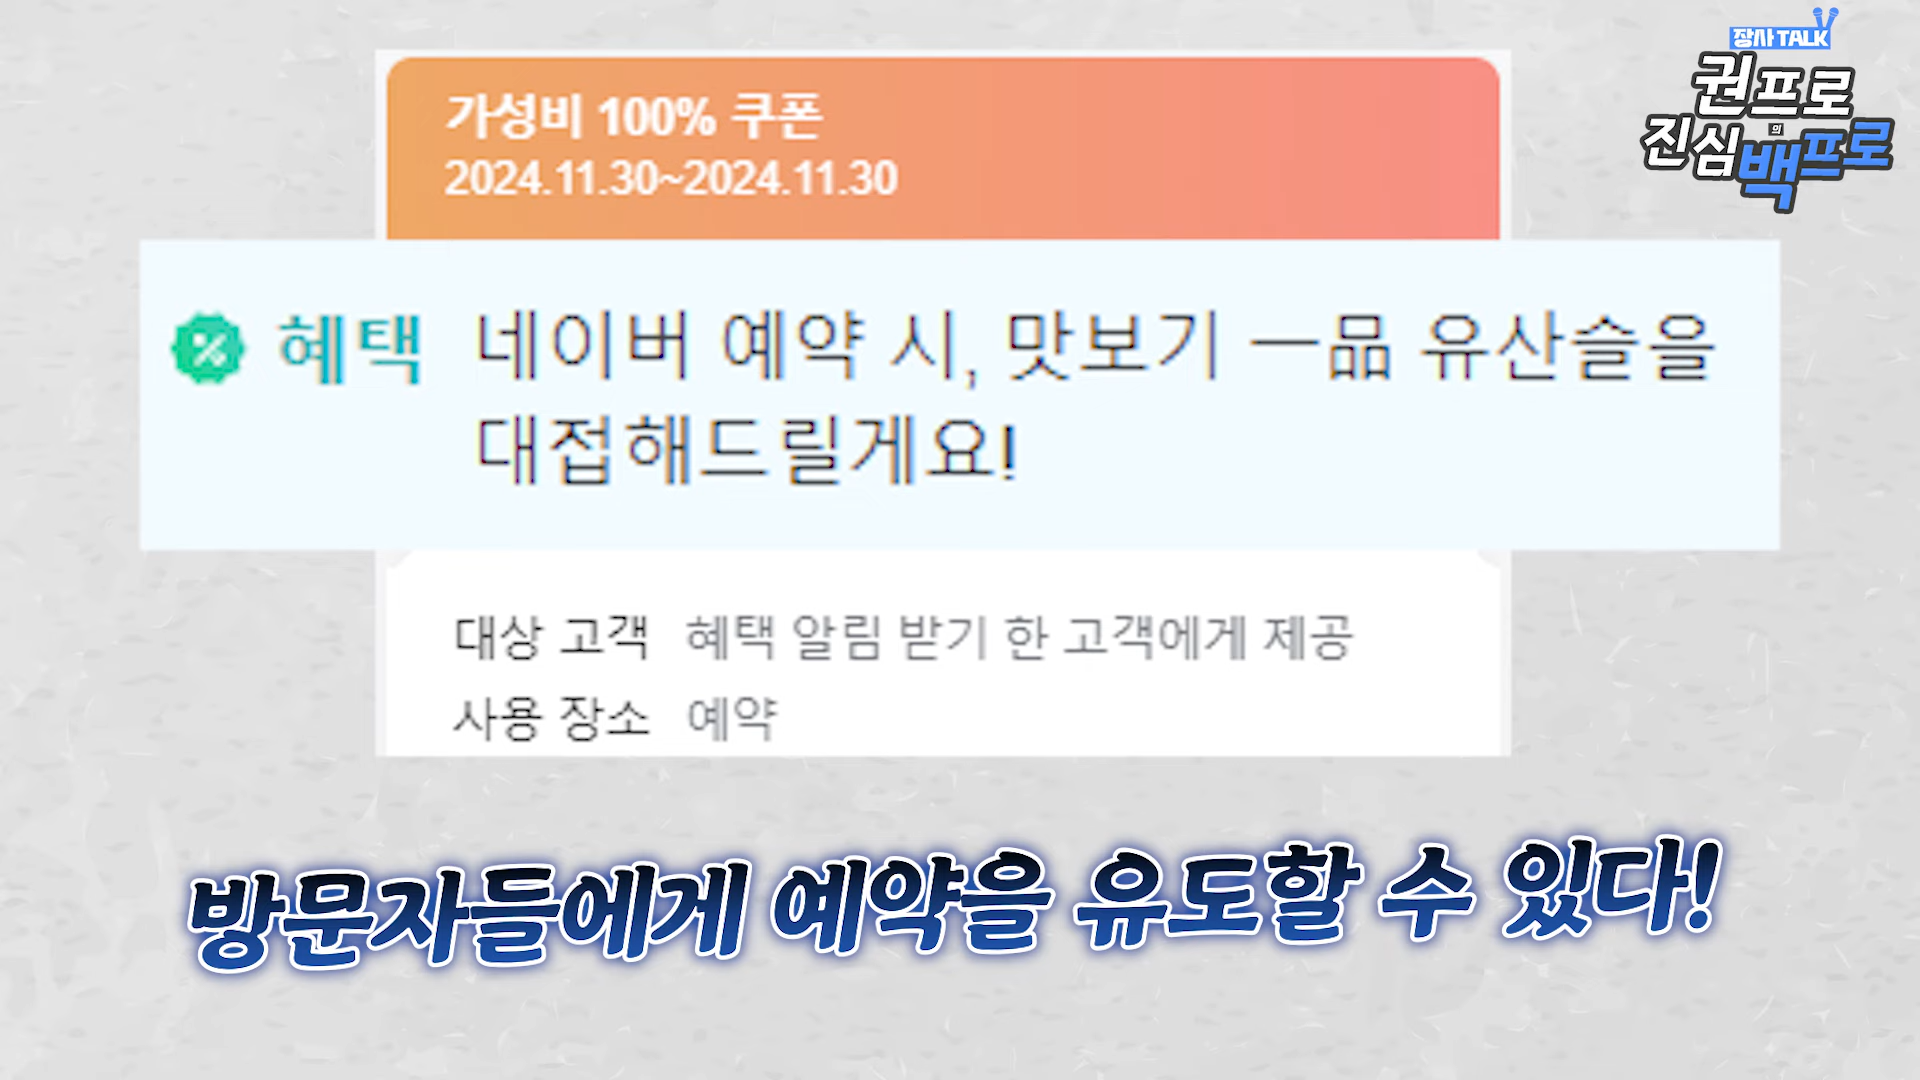 장사 TALK
권프로의
진심백프로
가성비 100% 쿠폰
2024.11.30~2024.11.30
혜택 네이버 예약 시, 맛보기 一品 유산슬을
대접해드릴게요!
대상 고객 혜택 알림 받기 한 고객에게 제공
사용 장소 예약
방문자들에게 예약을 유도할 수 있다!